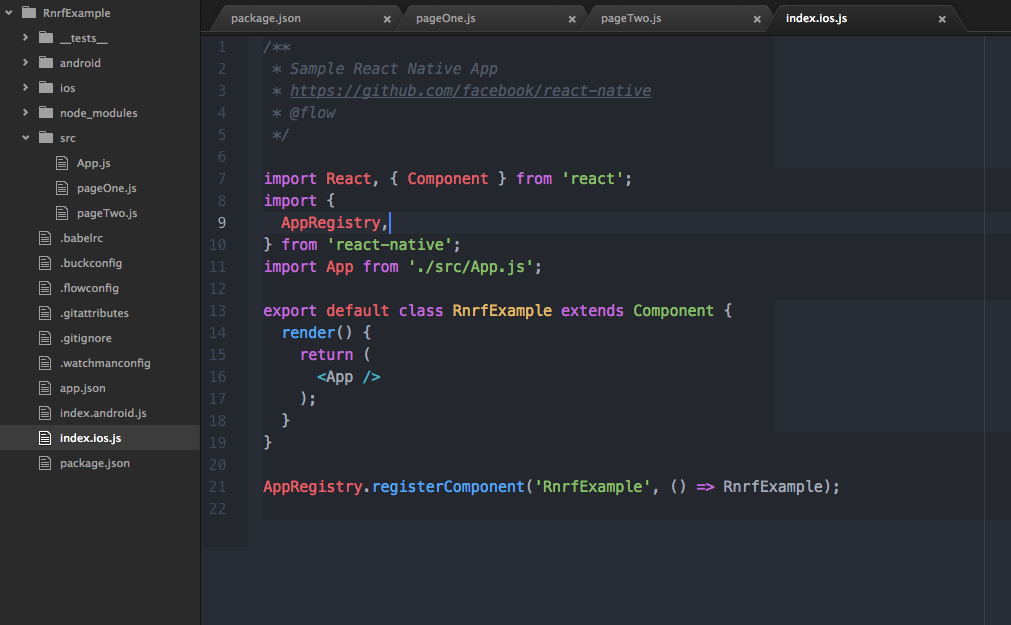 RnrfExample
__tests__
android
ios
node_modules
src
App.js
pageOne.js
pageTwo.js
.babelrc
.buckconfig
.flowconfig
.gitattributes
.gitignore
.watchmanconfig
app.json
index.android.js
index.ios.js
package.json
package.json × pageOne.js × pageTwo.js × index.ios.js ×
1 /**
2  * Sample React Native App
3  * https://github.com/facebook/react-native
4  * @flow
5  */
6
7 import React, { Component } from 'react';
8 import {
9   AppRegistry,
10 } from 'react-native';
11 import App from './src/App.js';
12
13 export default class RnrfExample extends Component {
14   render() {
15     return (
16       <App />
17     );
18   }
19 }
20
21 AppRegistry.registerComponent('RnrfExample', () => RnrfExample);
22